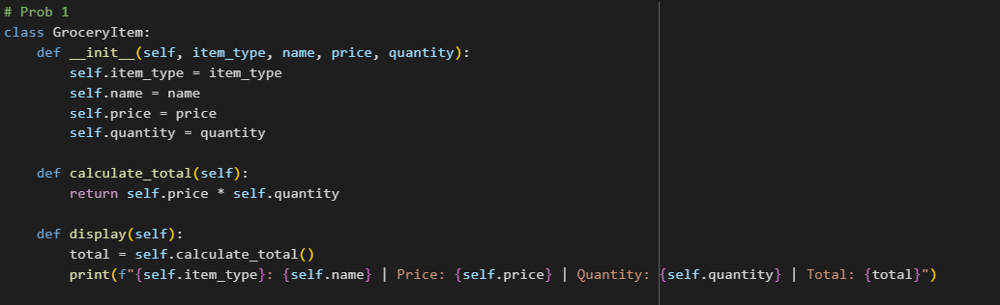 # Prob 1
class GroceryItem:
    def __init__(self, item_type, name, price, quantity):
        self.item_type = item_type
        self.name = name
        self.price = price
        self.quantity = quantity

    def calculate_total(self):
        return self.price * self.quantity

    def display(self):
        total = self.calculate_total()
        print(f"{self.item_type}: {self.name} | Price: {self.price} | Quantity: {self.quantity} | Total: {total}")